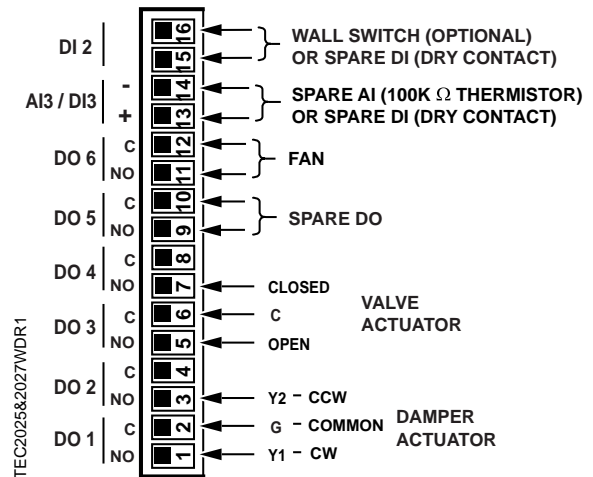 DI 2
16
15
WALL SWITCH (OPTIONAL)
OR SPARE DI (DRY CONTACT)
AI3 / DI3
-
+
14
13
SPARE AI (100K Ω THERMISTOR)
OR SPARE DI (DRY CONTACT)
DO 6
C
NO
12
11
FAN
DO 5
C
NO
10
9
SPARE DO
DO 4
C
NO
8
7
CLOSED
DO 3
C
NO
6
5
C
OPEN
VALVE
ACTUATOR
DO 2
C
NO
4
3
Y2 - CCW
DO 1
C
NO
2
1
G - COMMON
Y1 - CW
DAMPER
ACTUATOR
TEC2025&2027WDR1